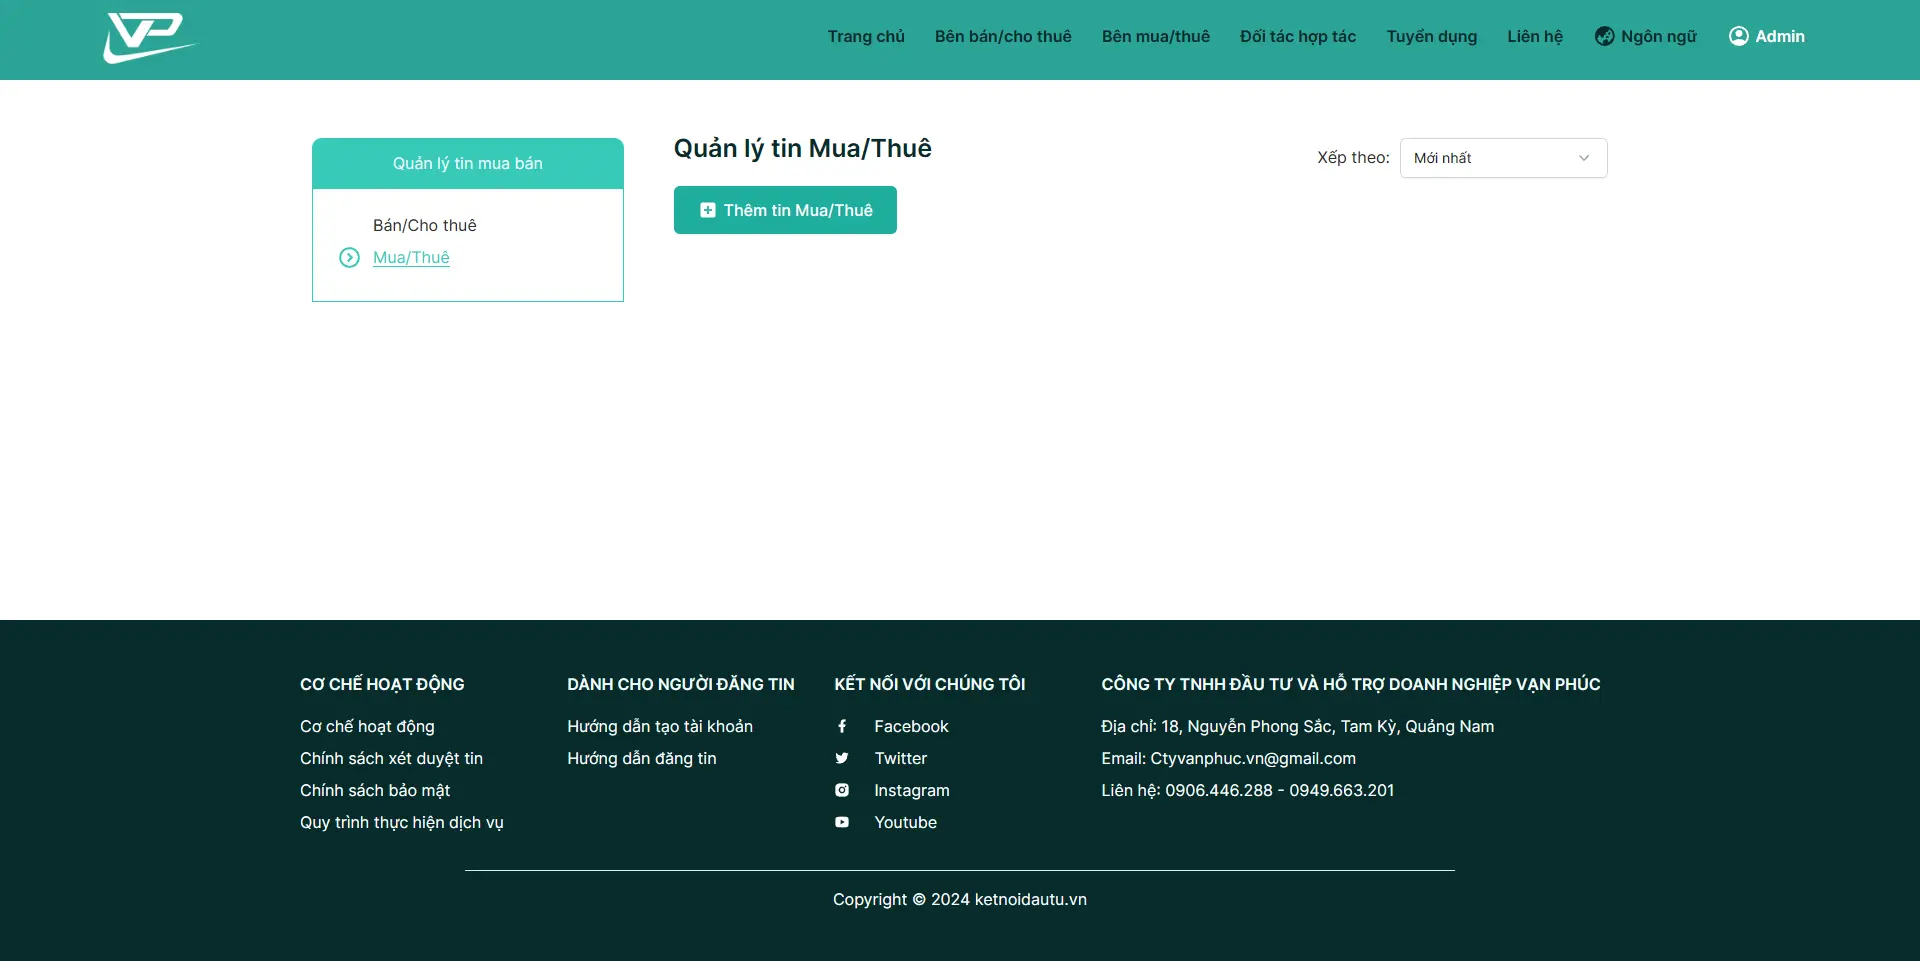 VP
Trang chủ
Bên bán/cho thuê
Bên mua/thuê
Đối tác hợp tác
Tuyển dụng
Liên hệ
Ngôn ngữ
Admin
Quản lý tin mua bán
Bán/Cho thuê
Mua/Thuê
Quản lý tin Mua/Thuê
Thêm tin Mua/Thuê
Xếp theo:
Mới nhất
CƠ CHẾ HOẠT ĐỘNG
Cơ chế hoạt động
Chính sách xét duyệt tin
Chính sách bảo mật
Quy trình thực hiện dịch vụ
DÀNH CHO NGƯỜI ĐĂNG TIN
Hướng dẫn tạo tài khoản
Hướng dẫn đăng tin
KẾT NỐI VỚI CHÚNG TÔI
Facebook
Twitter
Instagram
Youtube
CÔNG TY TNHH ĐẦU TƯ VÀ HỖ TRỢ DOANH NGHIỆP VẠN PHÚC
Địa chỉ: 18, Nguyễn Phong Sắc, Tam Kỳ, Quảng Nam
Email: Ctyvanphuc.vn@gmail.com
Liên hệ: 0906.446.288 - 0949.663.201
Copyright © 2024 ketnoidautu.vn